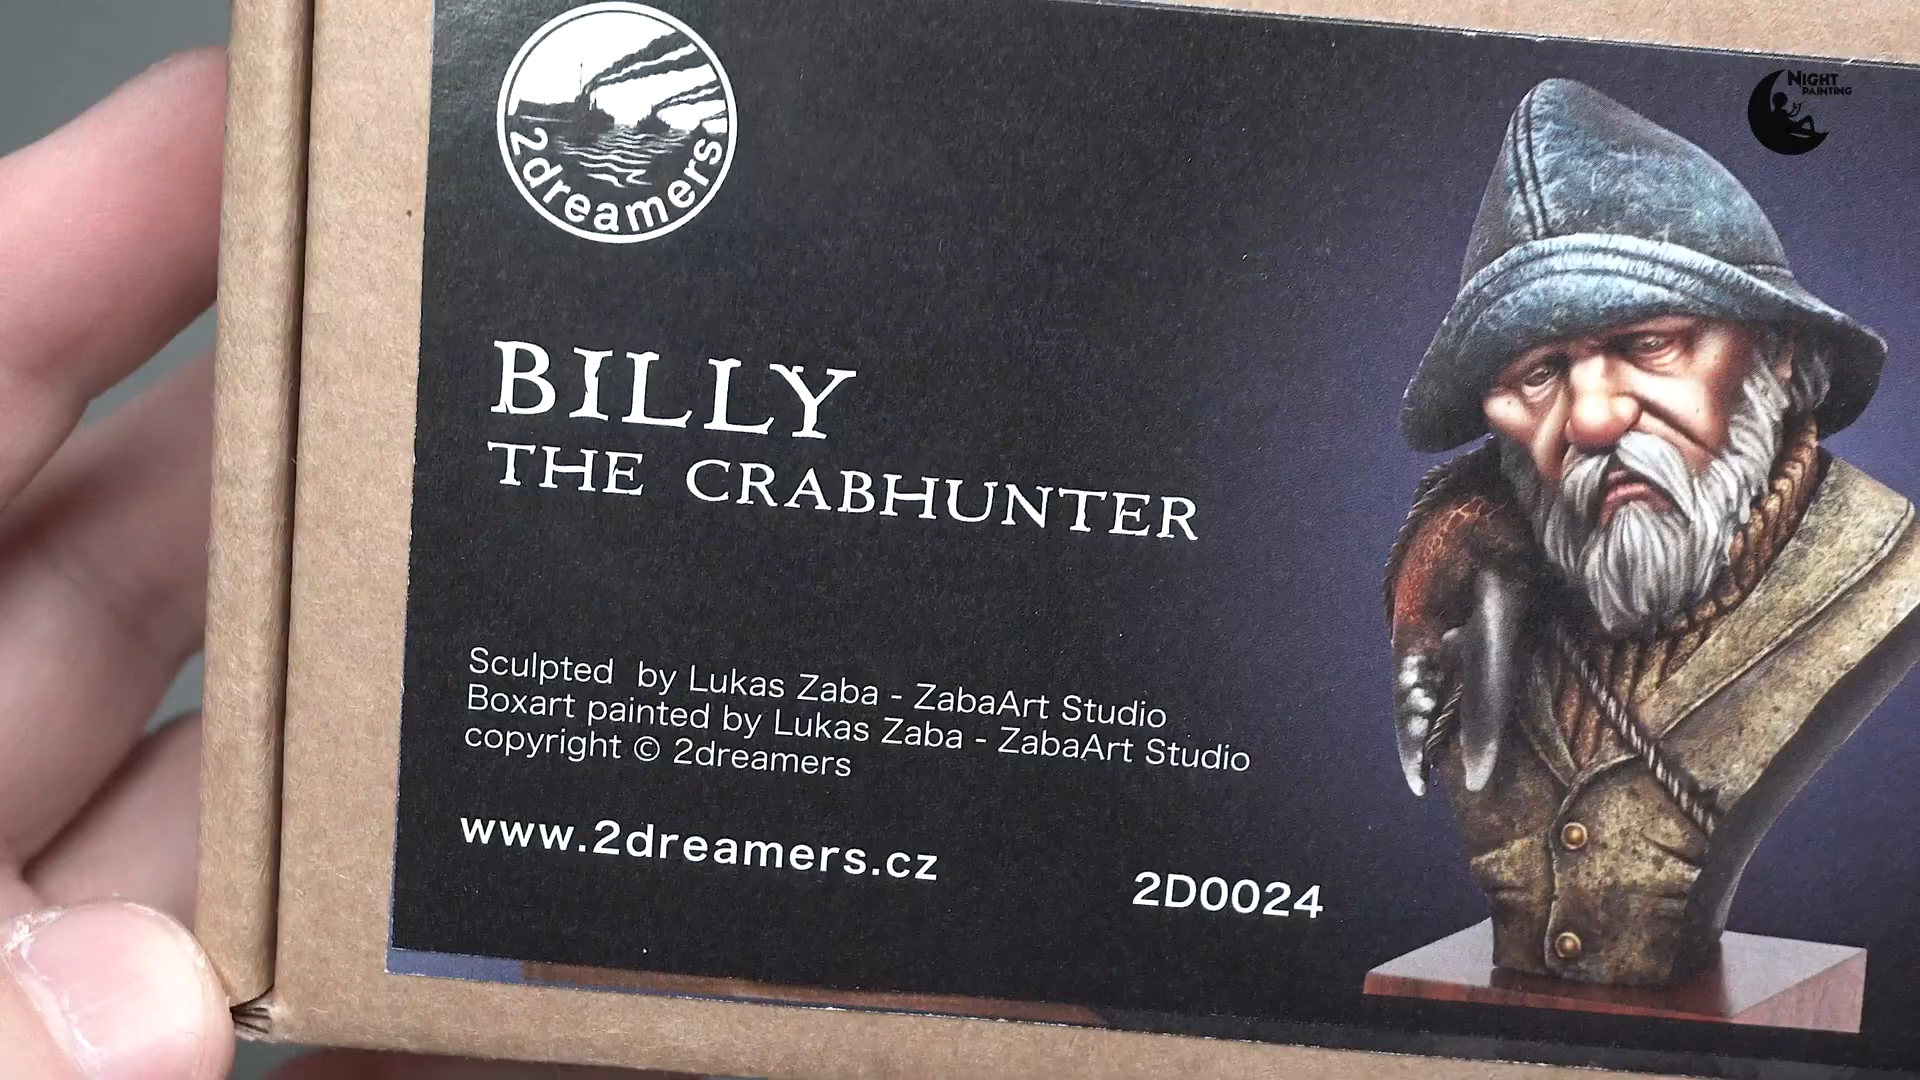 2dreamers
NIGHT
PAINTING
BILLY
THE CRABHUNTER
Sculpted by Lukas Zaba - ZabaArt Studio
Boxart painted by Lukas Zaba - ZabaArt Studio
copyright © 2dreamers
www.2dreamers.cz
2D0024